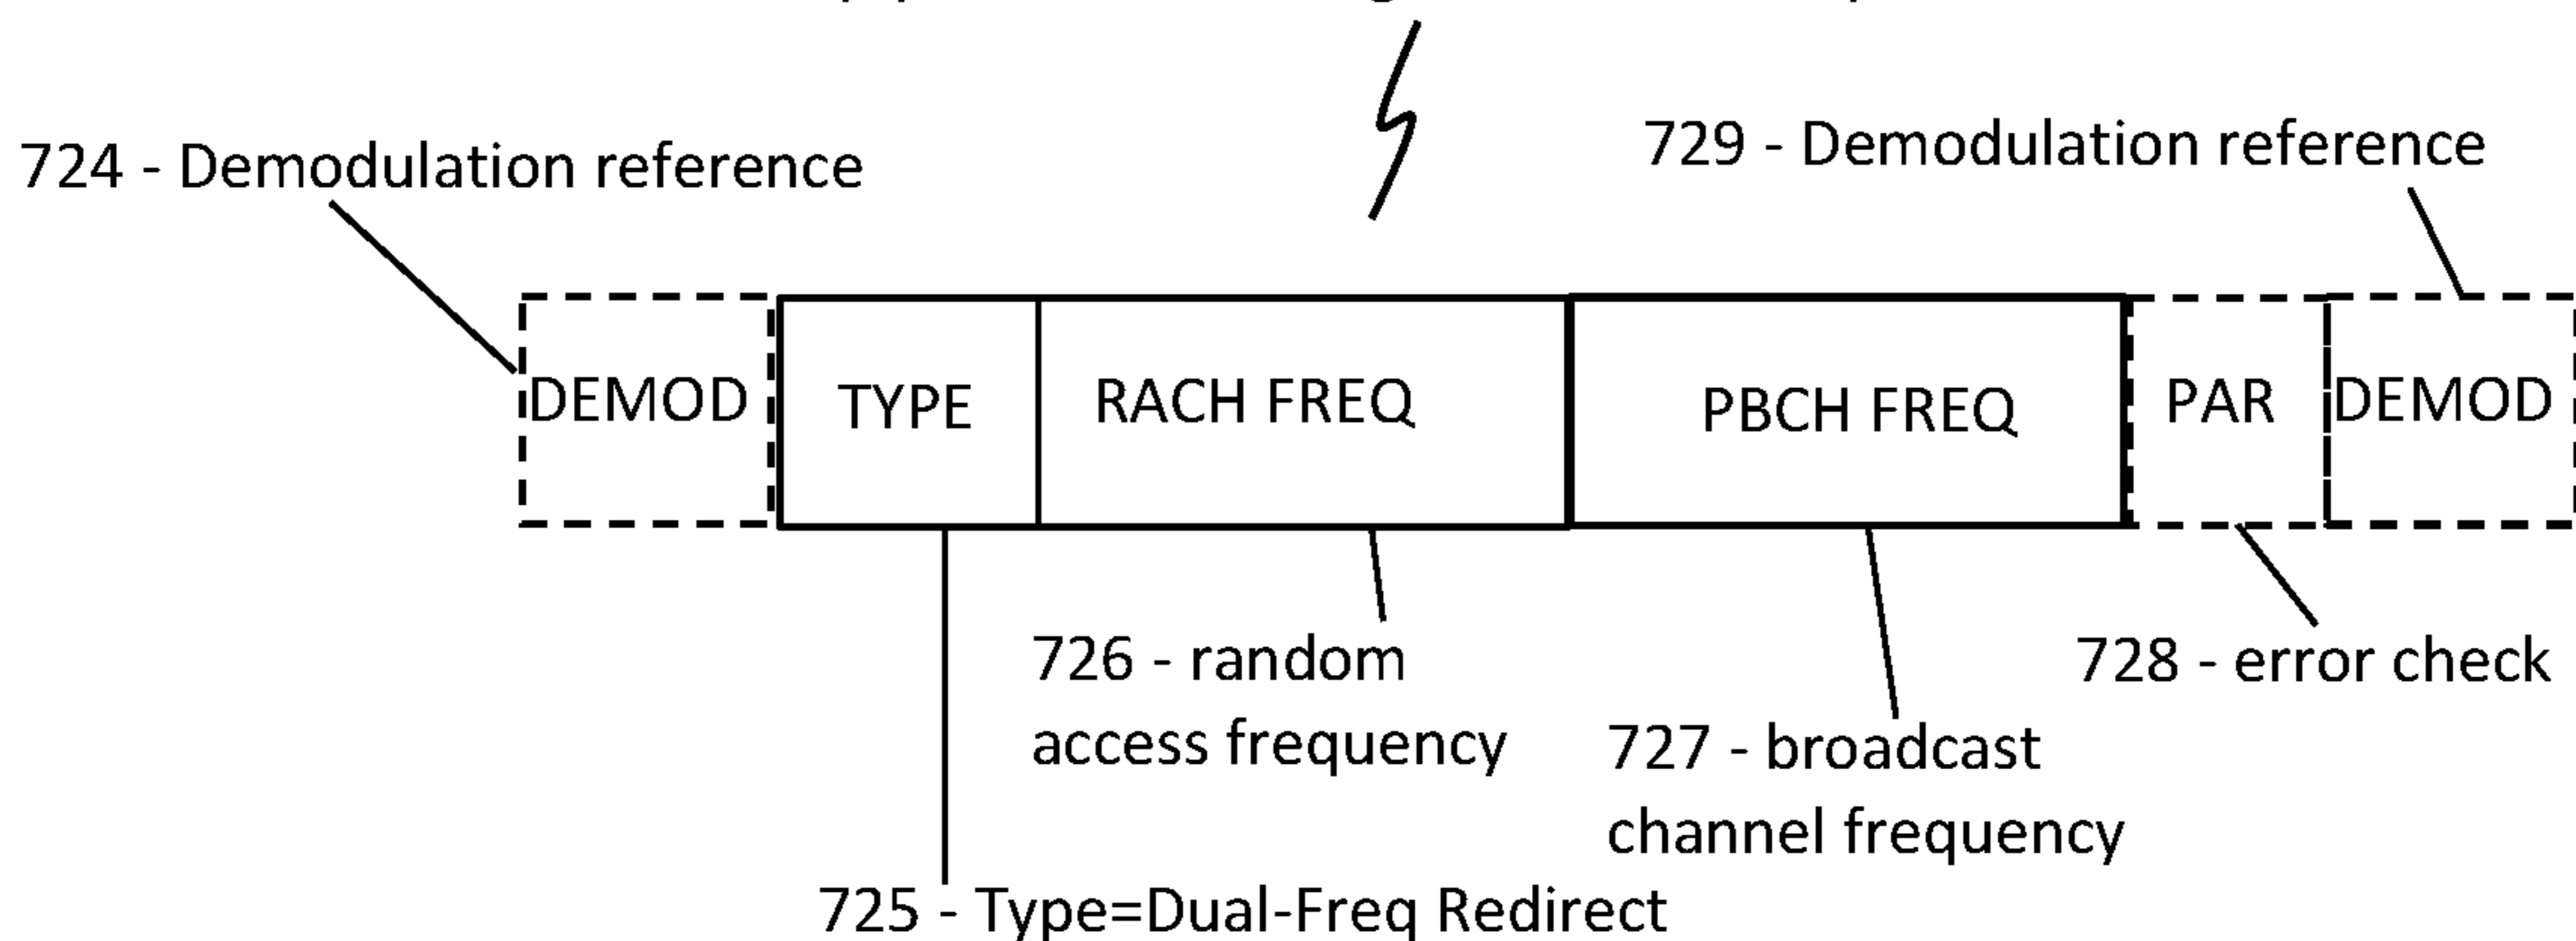 724 - Demodulation reference
729 - Demodulation reference
DEMOD TYPE RACH FREQ PBCH FREQ PAR DEMOD
726 - random
access frequency
727 - broadcast
channel frequency
728 - error check
725 - Type=Dual-Freq Redirect